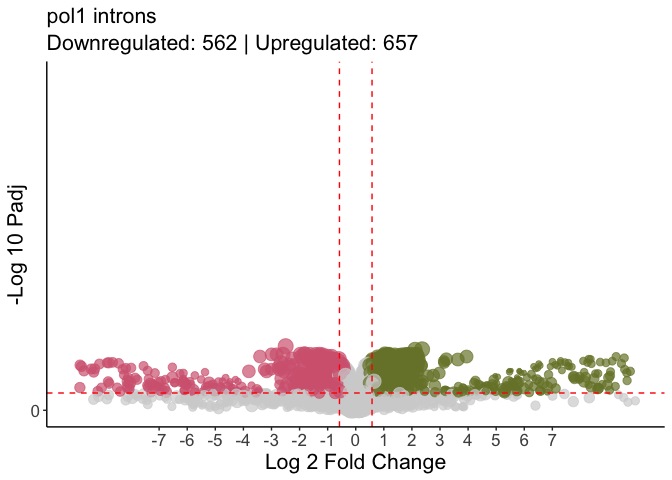 pol1 introns
Downregulated: 562 | Upregulated: 657
-Log 10 Padj
0
-7 -6 -5 -4 -3 -2 -1 0 1 2 3 4 5 6 7
Log 2 Fold Change